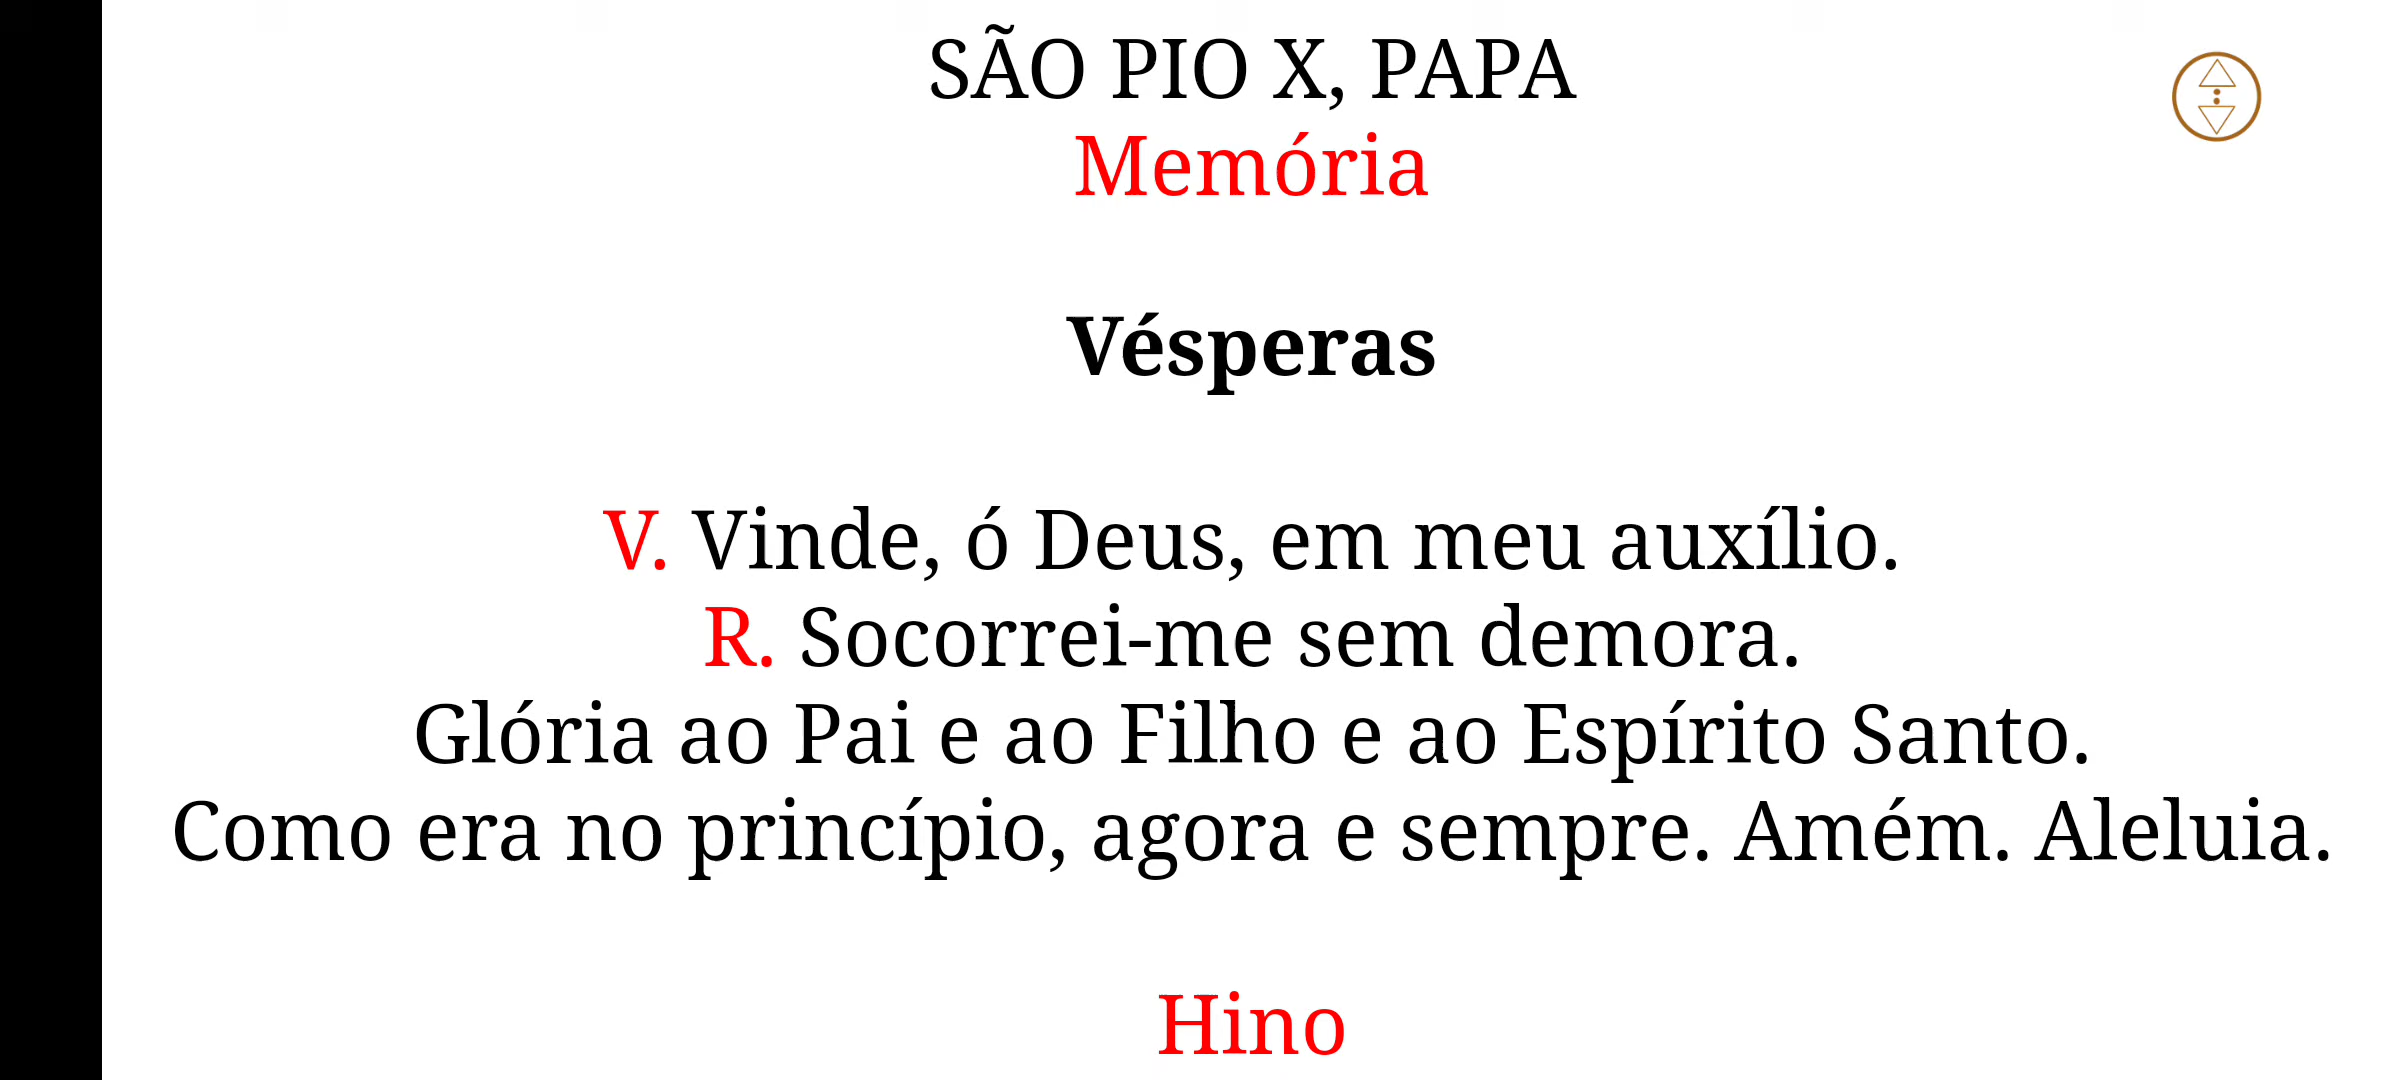 SÃO PIO X, PAPA
Memória
Vésperas
V. Vinde, ó Deus, em meu auxílio.
R. Socorrei-me sem demora.
Glória ao Pai e ao Filho e ao Espírito Santo.
Como era no princípio, agora e sempre. Amém. Aleluia.
Hino